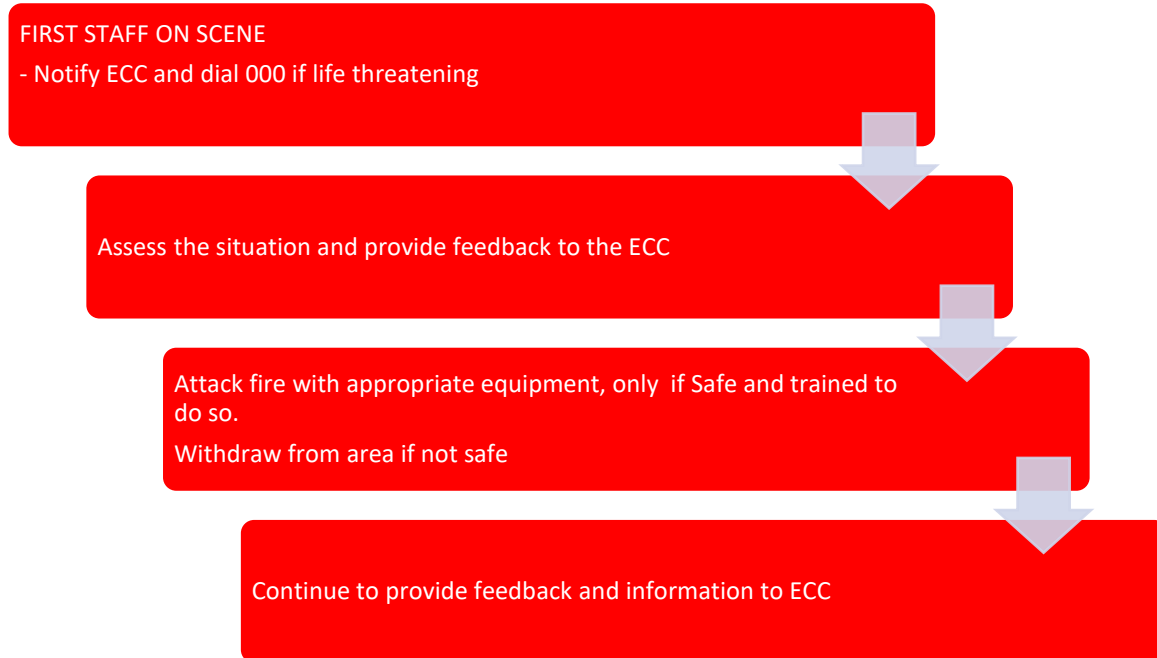 FIRST STAFF ON SCENE
- Notify ECC and dial 000 if life threatening
Assess the situation and provide feedback to the ECC
Attack fire with appropriate equipment, only  if Safe and trained to
do so.
Withdraw from area if not safe
Continue to provide feedback and information to ECC